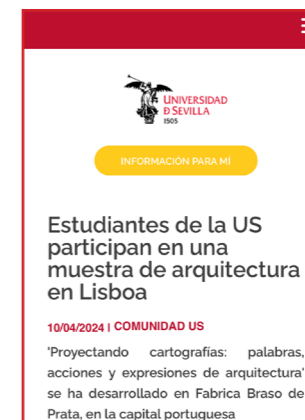 UNIVERSIDAD
Ð SEVILLA
1505
INFORMACIÓN PARA MÍ
Estudiantes de la US
participan en una
muestra de arquitectura
en Lisboa
10/04/2024 | COMUNIDAD US
'Proyectando cartografías: palabras,
acciones y expresiones de arquitectura'
se ha desarrollado en Fabrica Braso de
Prata, en la capital portuguesa